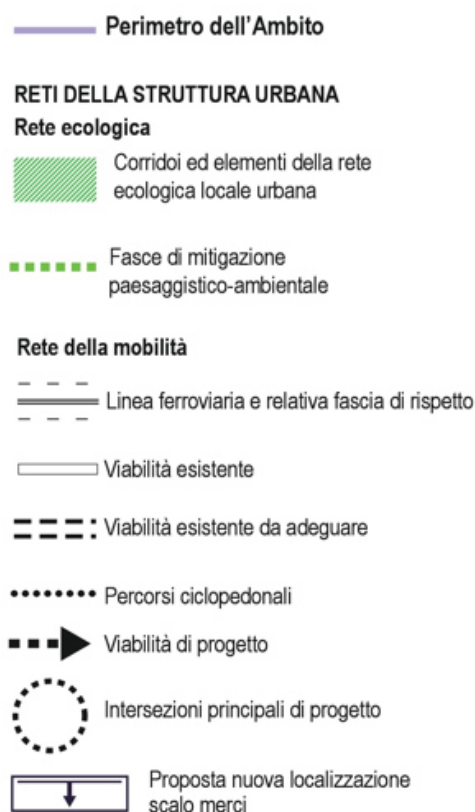 Perimetro dell'Ambito
RETI DELLA STRUTTURA URBANA
Rete ecologica
Corridoi ed elementi della rete
ecologica locale urbana
Fasce di mitigazione
paesaggistico-ambientale
Rete della mobilità
Linea ferroviaria e relativa fascia di rispetto
Viabilità esistente
Viabilità esistente da adeguare
Percorsi ciclopedonali
Viabilità di progetto
Intersezioni principali di progetto
Proposta nuova localizzazione
scalo merci